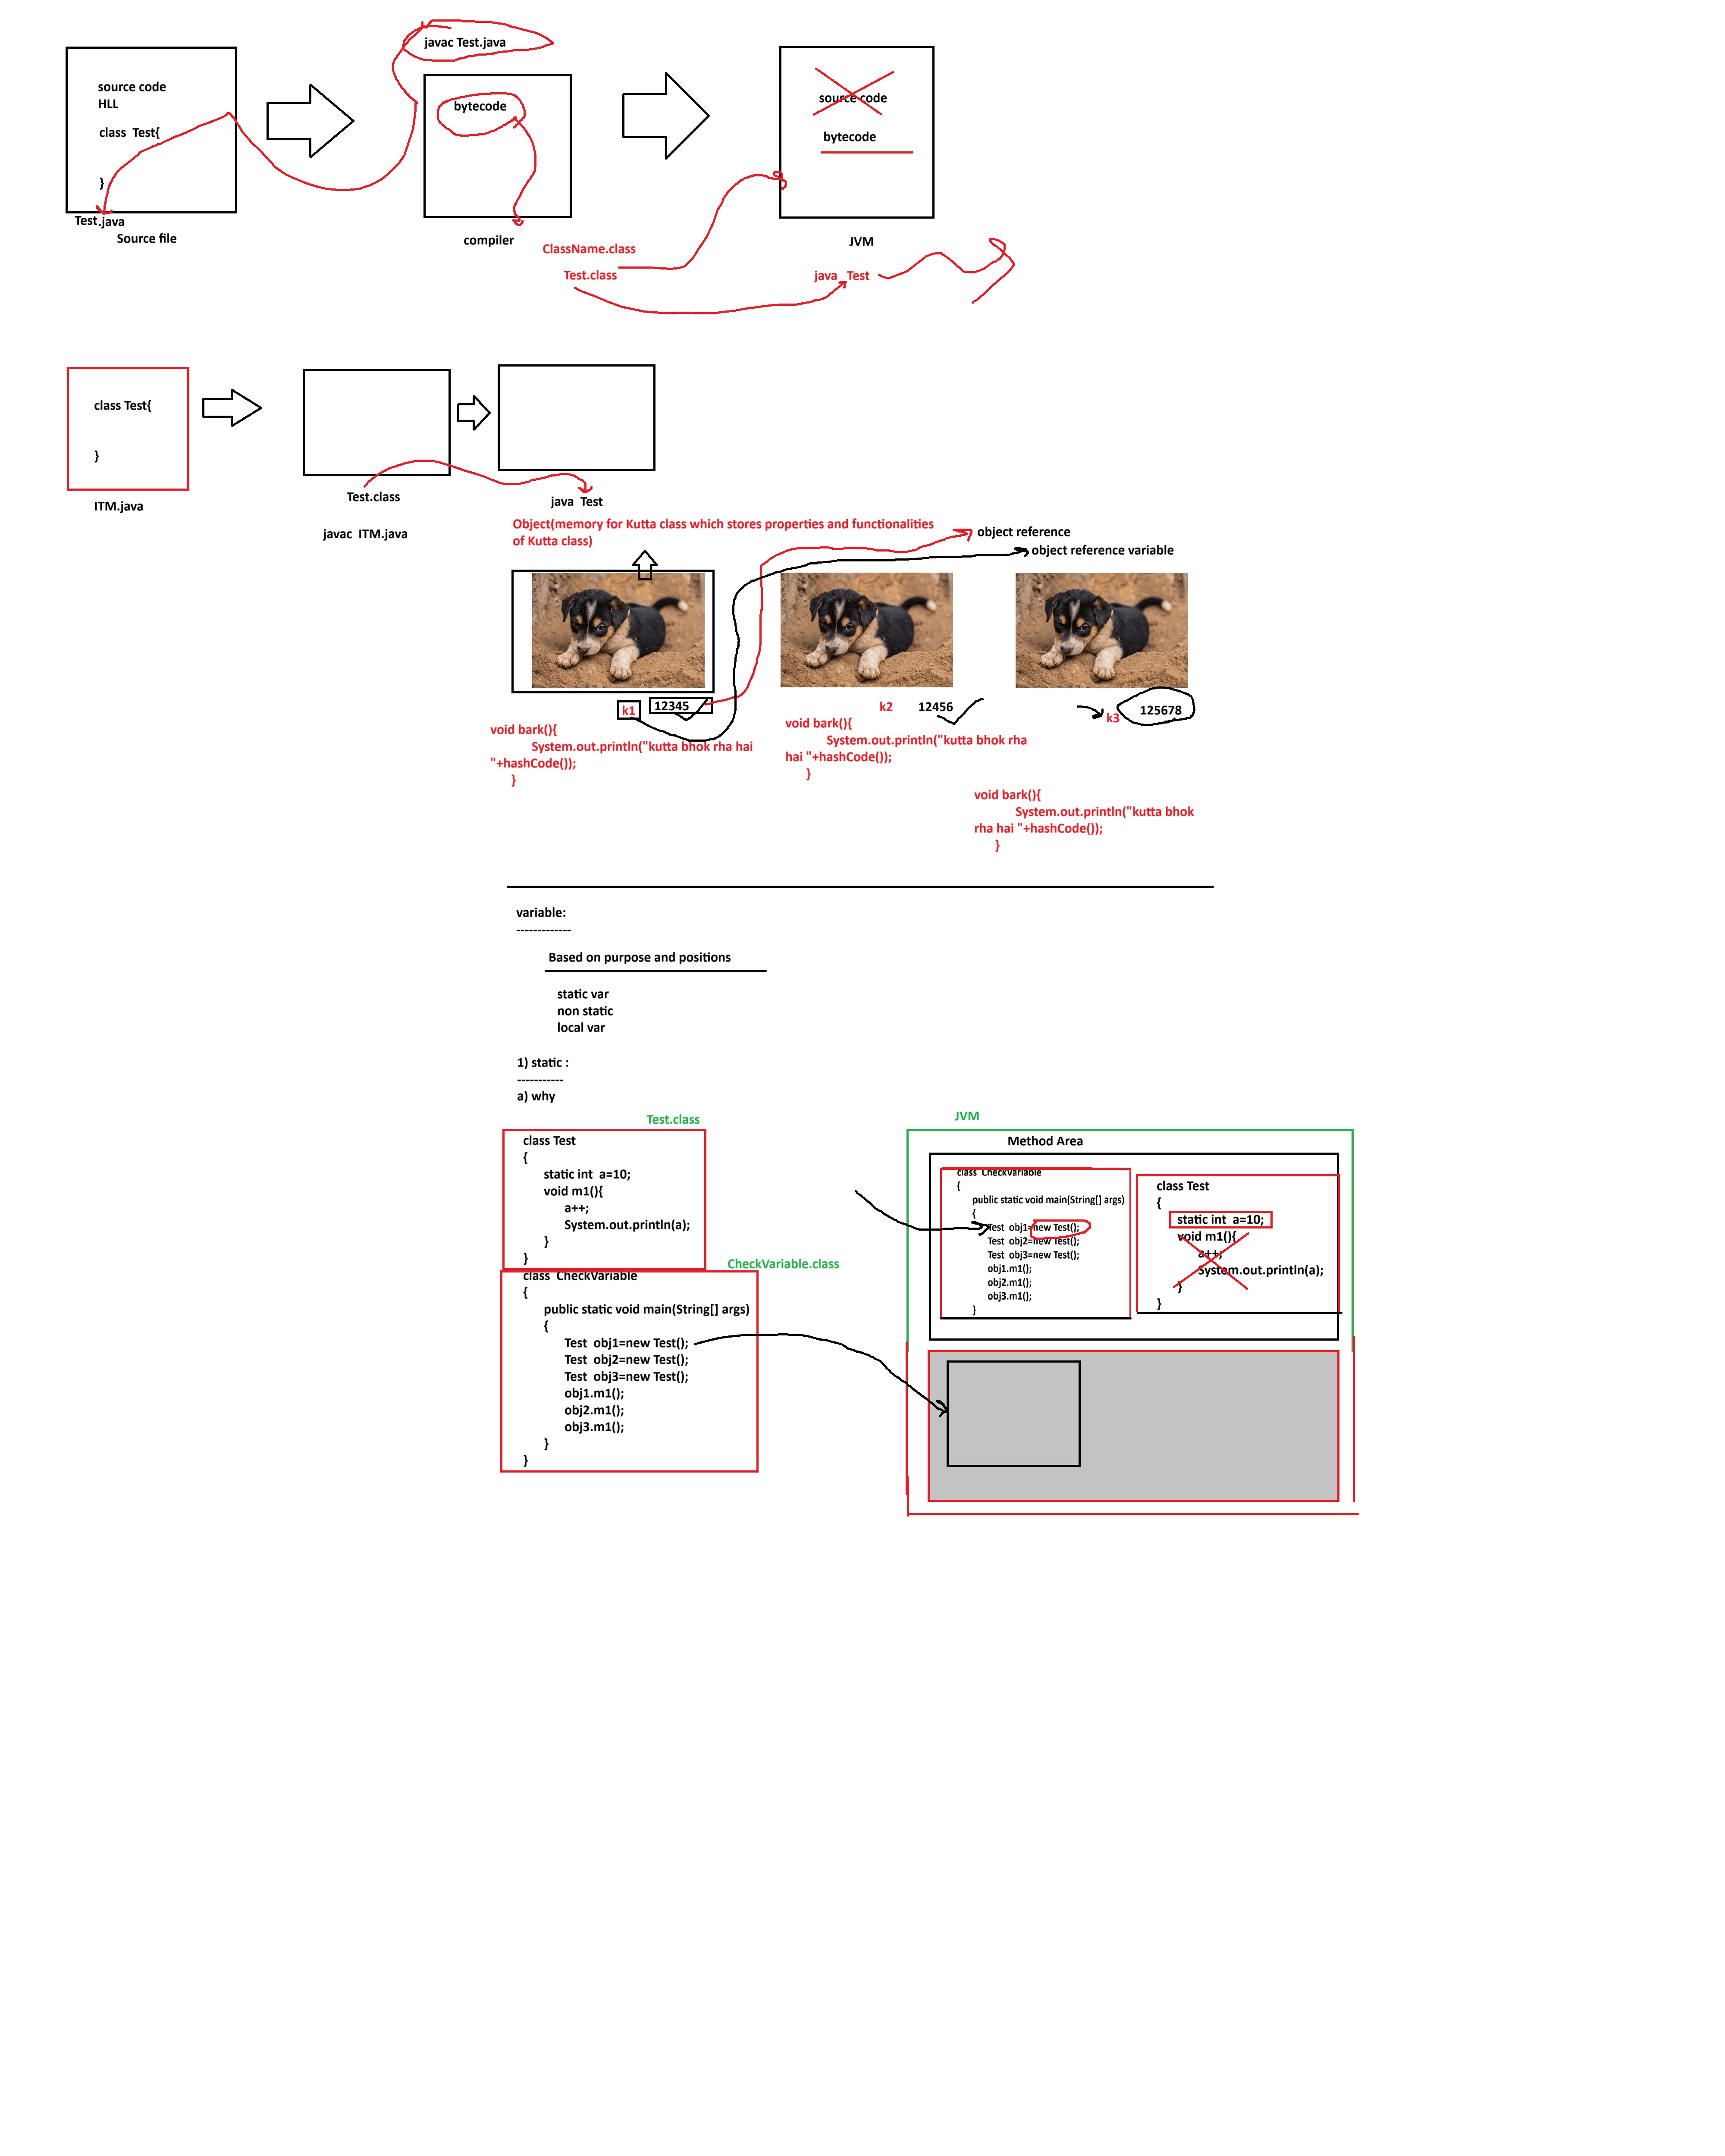 javac Test.java
source code
HLL
class  Test{
}
Test.java
Source file
bytecode
compiler
ClassName.class
Test.class
source code
bytecode
JVM
java   Test
class Test{
}
ITM.java
Test.class
javac  ITM.java
java  Test
Object(memory for Kutta class which stores properties and functionalities
of Kutta class)
object reference
object reference variable
k1
12345
void bark(){
System.out.println("kutta bhok rha hai
"+hashCode());
}
k2
12456
void bark(){
System.out.println("kutta bhok rha
hai "+hashCode());
}
k3
125678
void bark(){
System.out.println("kutta bhok
rha hai "+hashCode());
}
variable:
-------------
Based on purpose and positions
static var
non static
local var
1) static :
-----------
a) why
Test.class
class Test
{
static int  a=10;
void m1(){
a++;
System.out.println(a);
}
}
CheckVariable.class
class  CheckVariable
{
public static void main(String[] args)
{
Test  obj1=new Test();
Test  obj2=new Test();
Test  obj3=new Test();
obj1.m1();
obj2.m1();
obj3.m1();
}
}
JVM
Method Area
class  CheckVariable
{
public static void main(String[] args)
{
Test  obj1=new Test();
Test  obj2=new Test();
Test  obj3=new Test();
obj1.m1();
obj2.m1();
obj3.m1();
}
class Test
{
static int  a=10;
void m1(){
a++;
System.out.println(a);
}
}